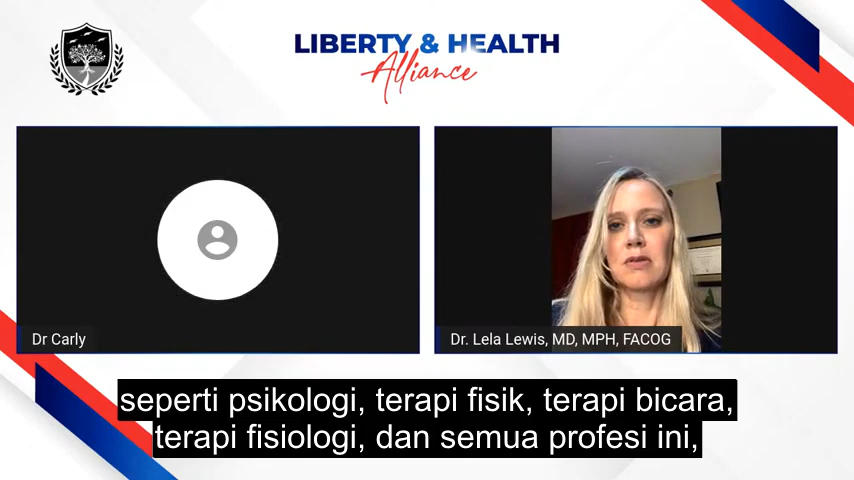 LIBERTY & HEALTH
Alliance
Dr Carly
Dr. Lela Lewis, MD, MPH, FACOG
seperti psikologi, terapi fisik, terapi bicara,
terapi fisiologi, dan semua profesi ini,